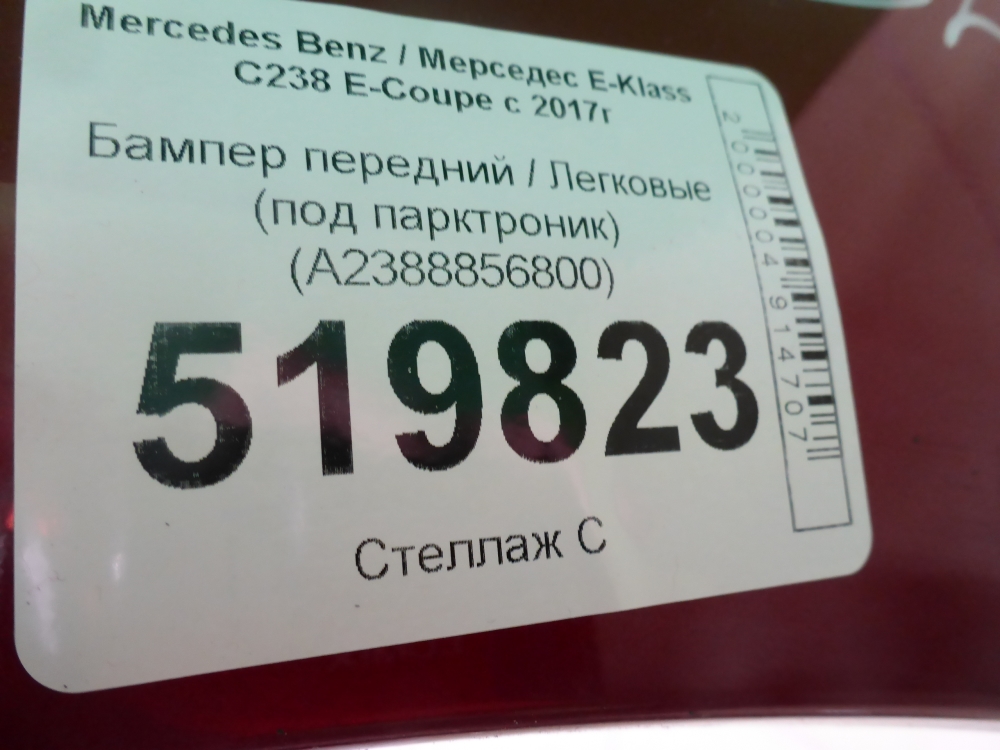 Mercedes Benz / Мерседес E-Klass
C238 E-Coupe с 2017г
Бампер передний / Легковые
(под парктроник)
(A2388856800)
519823
Стеллаж С
2000004914707